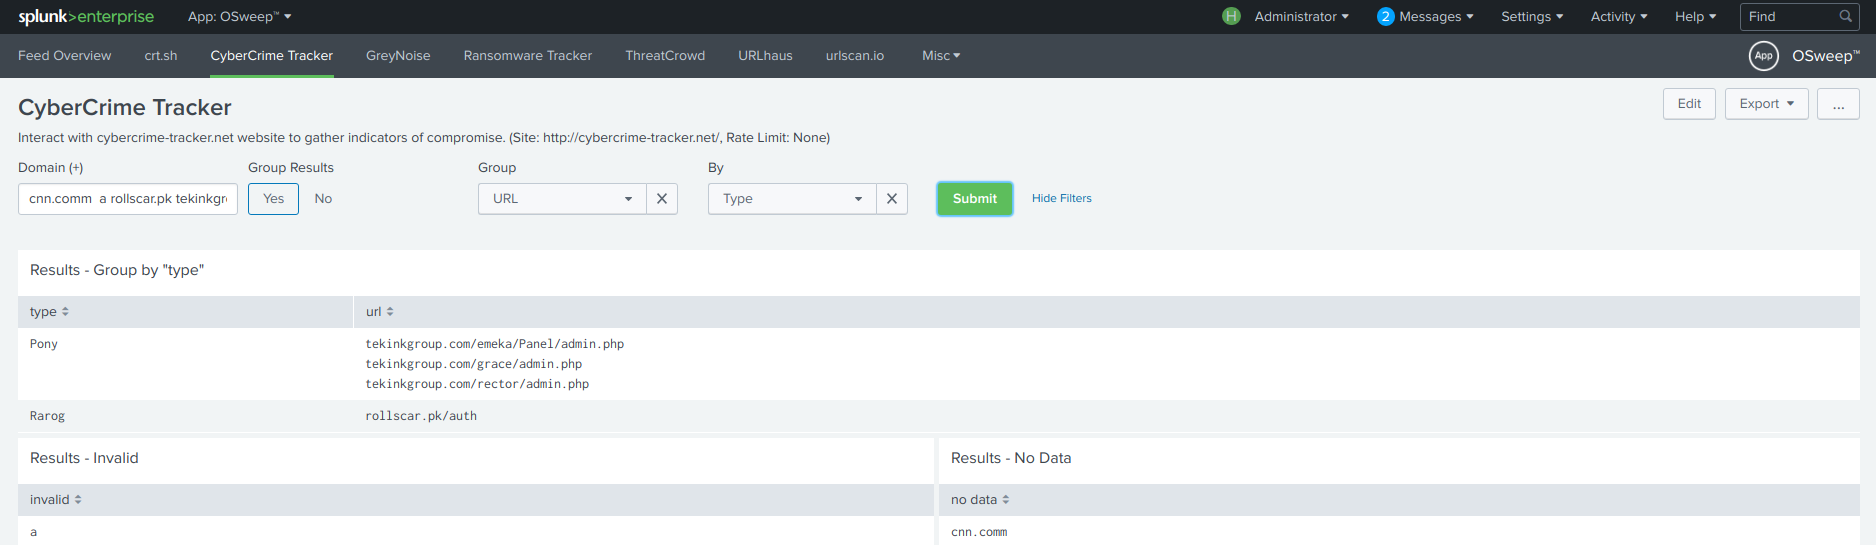 splunk>enterprise App: OSweep™ H Administrator 2 Messages Settings Activity Help Find
Feed Overview crt.sh CyberCrime Tracker GreyNoise Ransomware Tracker ThreatCrowd URLhaus urlscan.io Misc App OSweep™
CyberCrime Tracker Edit Export ...
Interact with cybercrime-tracker.net website to gather indicators of compromise. (Site: http://cybercrime-tracker.net/, Rate Limit: None)
Domain (+) Group Results Group By
cnn.comm a rollscar.pk tekinkgr Yes No URL Type Submit Hide Filters
Results - Group by "type"
type url
Pony tekinkgroup.com/emeka/Panel/admin.php
tekinkgroup.com/grace/admin.php
tekinkgroup.com/rector/admin.php
Rarog rollscar.pk/auth
Results - Invalid Results - No Data
invalid no data
a cnn.comm